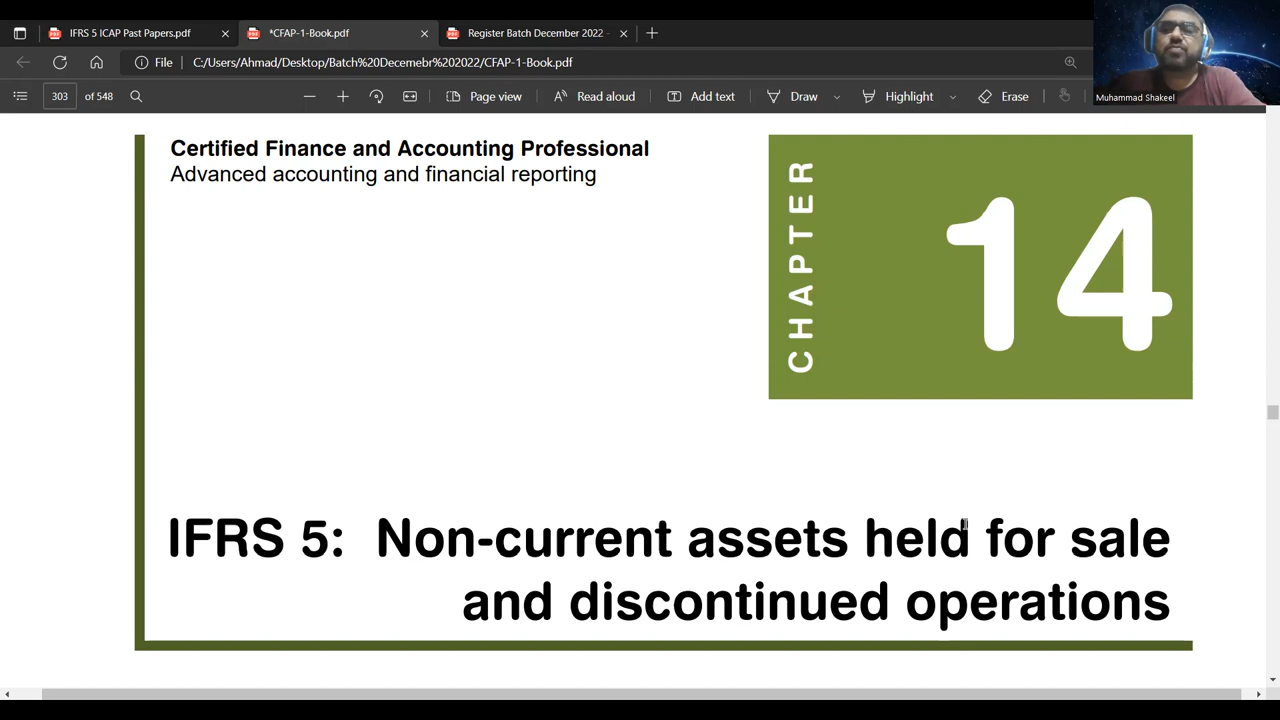 IFRS 5 ICAP Past Papers.pdf
*CFAP-1-Book.pdf
Register Batch December 2022 -
File
C:/Users/Ahmad/Desktop/Batch%20Decemebr%202022/CFAP-1-Book.pdf
303 of 548
Page view
Read aloud
Add text
Draw
Highlight
Erase
Muhammad Shakeel
Certified Finance and Accounting Professional
Advanced accounting and financial reporting
CHAPTER
14
IFRS 5: Non-current assets held for sale
and discontinued operations